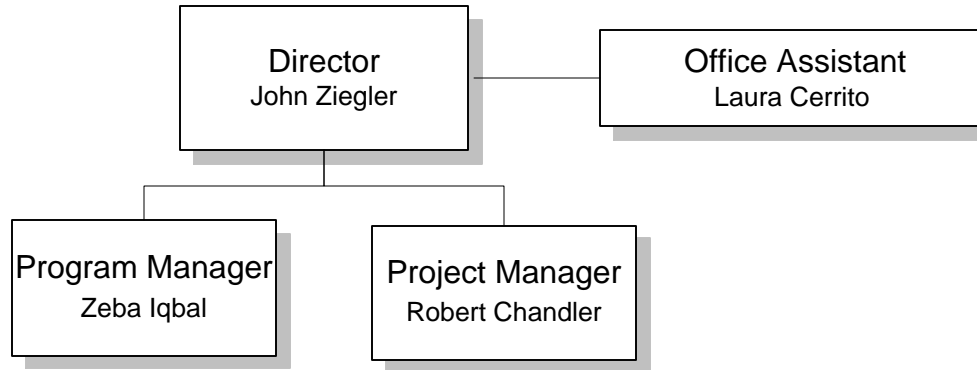 Director
John Ziegler
Office Assistant
Laura Cerrito
Program Manager
Zeba Iqbal
Project Manager
Robert Chandler